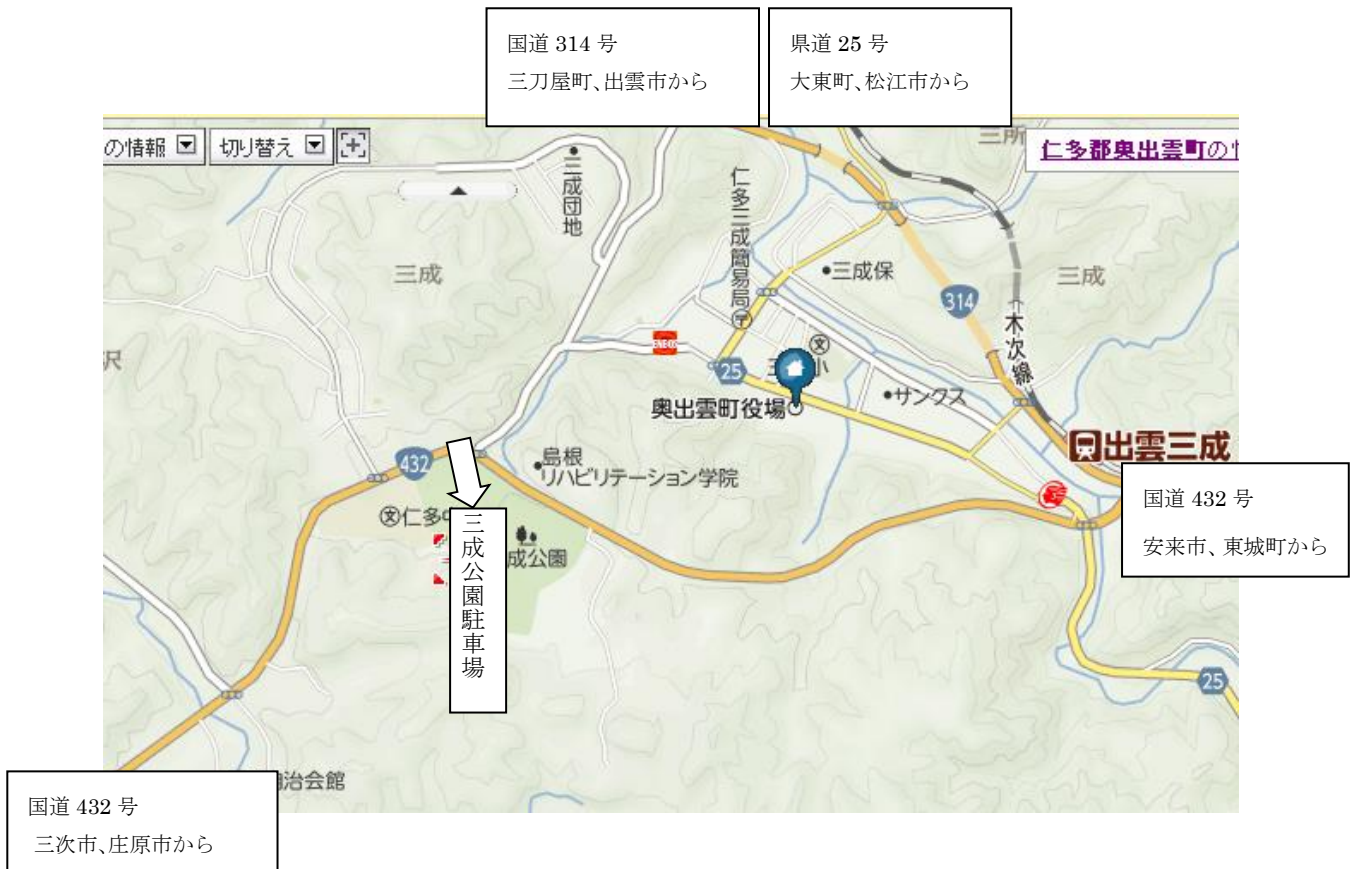 国道 314 号
三刀屋町、出雲市から
県道 25 号
大東町、松江市から
の情報
切り替え
三所
仁多郡奥出雲町の
三成団地
仁多三成簡易局
三成
三成保
314
三成
木次線
ENEOS
25
文
小
サンクス
奥出雲町役場
出雲三成
432
島根
リハビリテーション学院
文仁多中
成公園
三成公園駐車場
国道 432 号
安来市、東城町から
25
治会館
国道 432 号
三次市、庄原市から